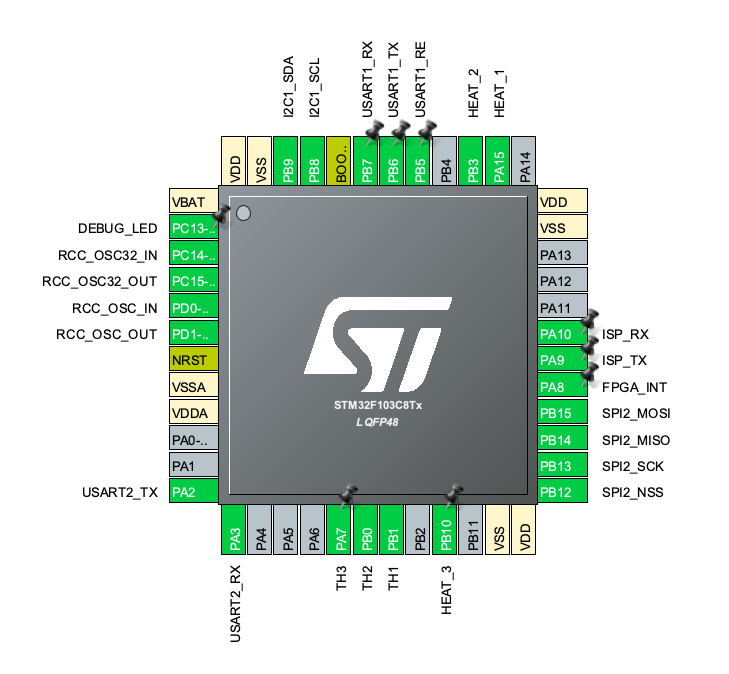 I2C1_SDA
I2C1_SCL
USART1_RX
USART1_TX
USART1_RE
HEAT_2
HEAT_1
VDD
VSS
PB9
PB8
BOO..
PB7
PB6
PB5
PB4
PB3
PA15
PA14
VBAT
DEBUG_LED PC13-..
RCC_OSC32_IN PC14-..
RCC_OSC32_OUT PC15-..
RCC_OSC_IN PD0-..
RCC_OSC_OUT PD1-..
NRST
VSSA
VDDA
PA0-..
PA1
USART2_TX PA2
VDD
VSS
PA13
PA12
PA11
PA10 ISP_RX
PA9 ISP_TX
PA8 FPGA_INT
PB15 SPI2_MOSI
PB14 SPI2_MISO
PB13 SPI2_SCK
PB12 SPI2_NSS
ST
STM32F103C8Tx
LQFP48
PA3
PA4
PA5
PA6
PA7
PB0
PB1
PB2
PB10
PB11
VSS
VDD
USART2_RX
TH3
TH2
TH1
HEAT_3